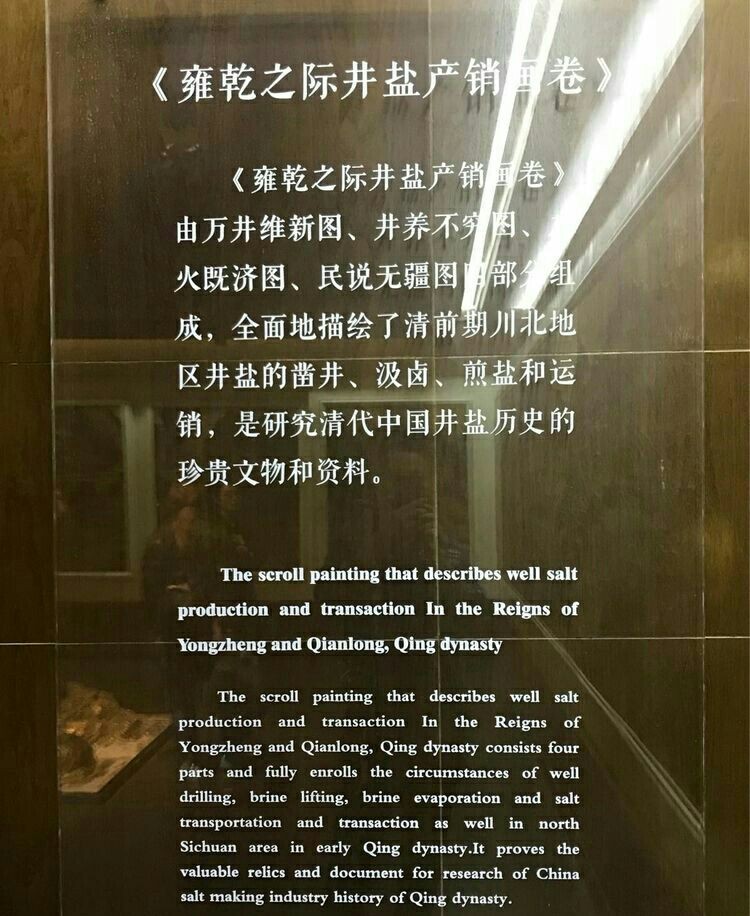 《雍乾之际井盐产销画卷》
《雍乾之际井盐产销画卷》
由万井维新图、井养不穷图、
火既济图、民说无疆图四部分组
成，全面地描绘了清前期川北地
区井盐的凿井、汲卤、煎盐和运
销，是研究清代中国井盐历史的
珍贵文物和资料。
The scroll painting that describes well salt
production and transaction In the Reigns of
Yongzheng and Qianlong, Qing dynasty
The scroll painting that describes well salt
production and transaction In the Reigns of
Yongzheng and Qianlong, Qing dynasty consists four
parts and fully enrolls the circumstances of well
drilling, brine lifting, brine evaporation and salt
transportation and transaction as well in north
Sichuan area in early Qing dynasty.It proves the
valuable relics and document for research of China
salt making industry history of Qing dynasty.